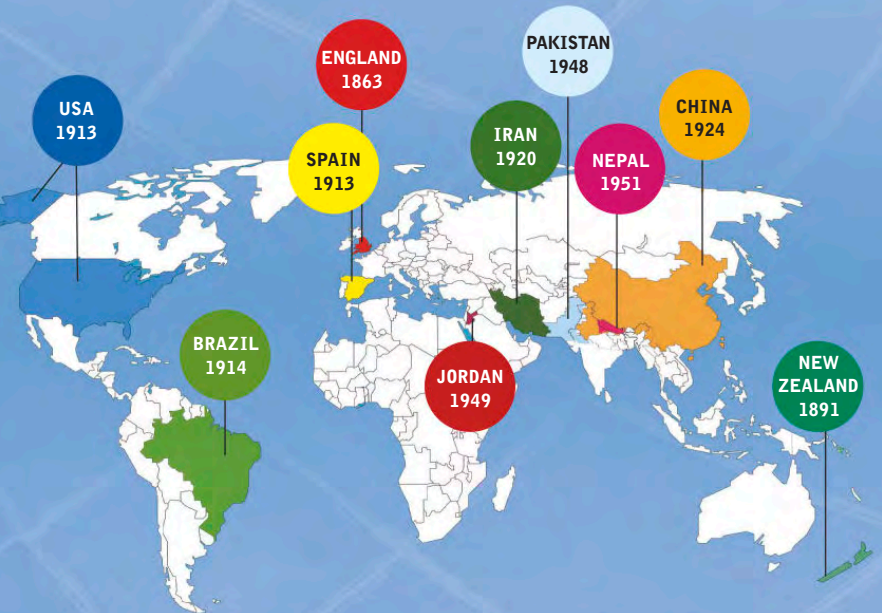 PAKISTAN
1948
ENGLAND
1863
USA
1913
CHINA
1924
IRAN
1920
SPAIN
1913
NEPAL
1951
BRAZIL
1914
JORDAN
1949
NEW
ZEALAND
1891